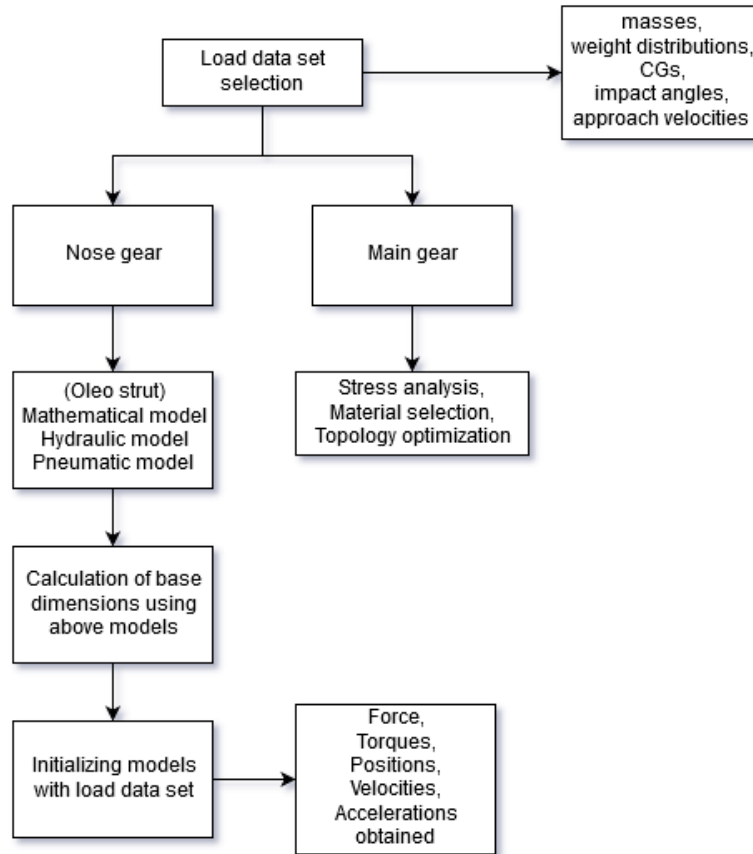 Load data set
selection
masses,
weight distributions,
CGs,
impact angles,
approach velocities
Nose gear
Main gear
(Oleo strut)
Mathematical model
Hydraulic model
Pneumatic model
Stress analysis,
Material selection,
Topology optimization
Calculation of base
dimensions using
above models
Initializing models
with load data set
Force,
Torques,
Positions,
Velocities,
Accelerations
obtained